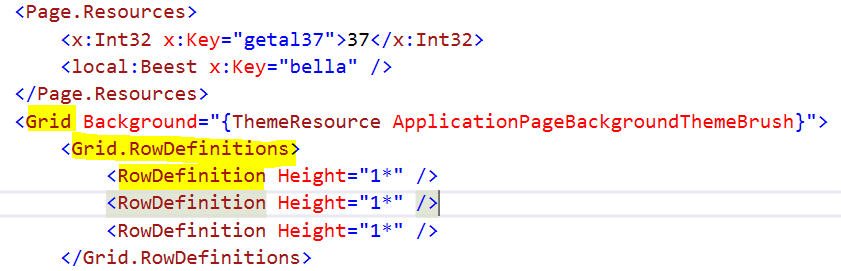 <Page.Resources>
<x:Int32 x:Key="getal37">37</x:Int32>
<local:Beest x:Key="bella" />
</Page.Resources>
<Grid Background="{ThemeResource ApplicationPageBackgroundThemeBrush}">
<Grid.RowDefinitions>
<RowDefinition Height="1*" />
<RowDefinition Height="1*" />
<RowDefinition Height="1*" />
</Grid.RowDefinitions>